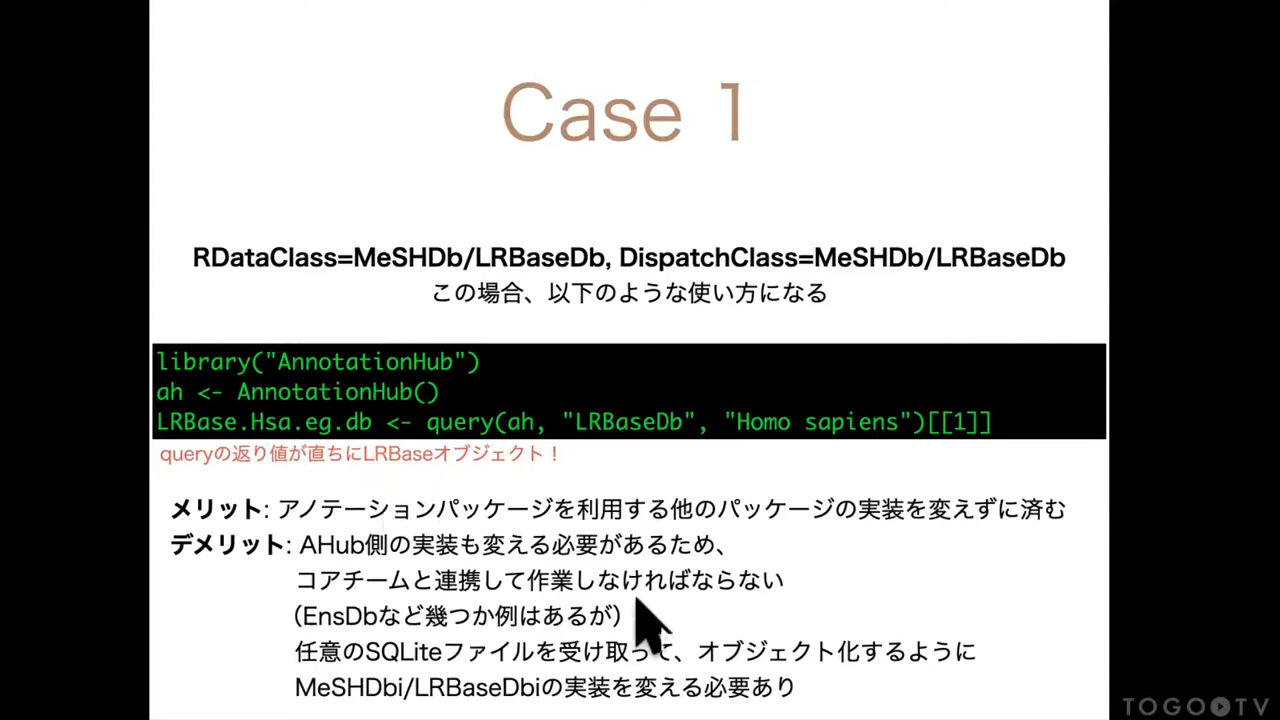 Case 1
RDataClass=MeSHDb/LRBaseDb, DispatchClass=MeSHDb/LRBaseDb
この場合、以下のような使い方になる
library("AnnotationHub")
ah <- AnnotationHub()
LRBase.Hsa.eg.db <- query(ah, "LRBaseDb", "Homo sapiens")[[1]]
queryの返り値が直ちにLRBaseオブジェクト！
メリット: アノテーションパッケージを利用する他のパッケージの実装を変えずに済む
デメリット: AHub側の実装も変える必要があるため、
コアチームと連携して作業しなければならない
（EnsDbなど幾つか例はあるが）
任意のSQLiteファイルを受け取って、オブジェクト化するように
MeSHDbi/LRBaseDbiの実装を変える必要あり
TOGOTV